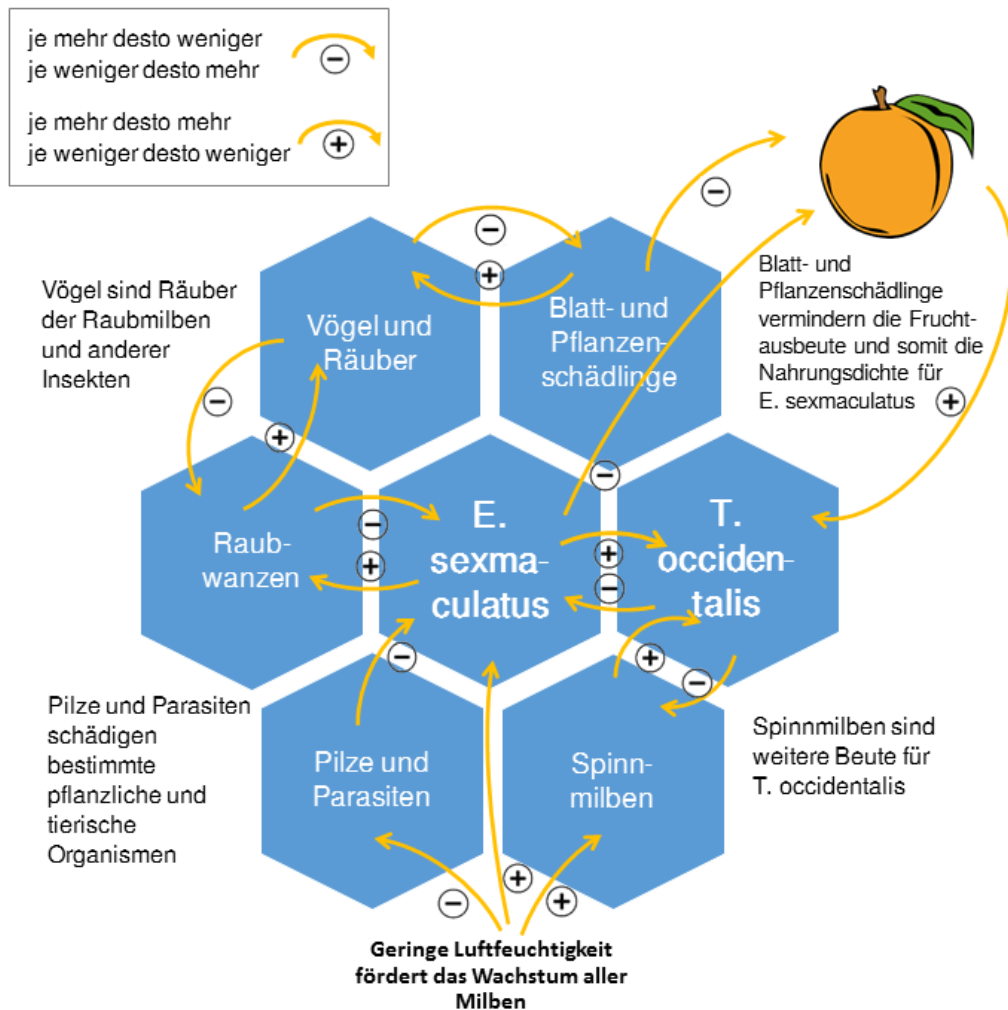 je mehr desto weniger
je weniger desto mehr
−
je mehr desto mehr
je weniger desto weniger
+
−
−
+
Vögel sind Räuber
der Raubmilben
und anderer
Insekten
Vögel und
Räuber
Blatt- und
Pflanzen-
schädlinge
Blatt- und
Pflanzenschädlinge
vermindern die Frucht-
ausbeute und somit die
Nahrungsdichte für
E. sexmaculatus
+
−
+
−
Raub-
wanzen
−
+
E.
sexma-
culatus
+
−
T.
occiden-
talis
−
+
−
Pilze und Parasiten
schädigen
bestimmte
pflanzliche und
tierische
Organismen
Pilze und
Parasiten
Spinn-
milben
Spinnmilben sind
weitere Beute für
T. occidentalis
−
+
+
Geringe Luftfeuchtigkeit
fördert das Wachstum aller
Milben